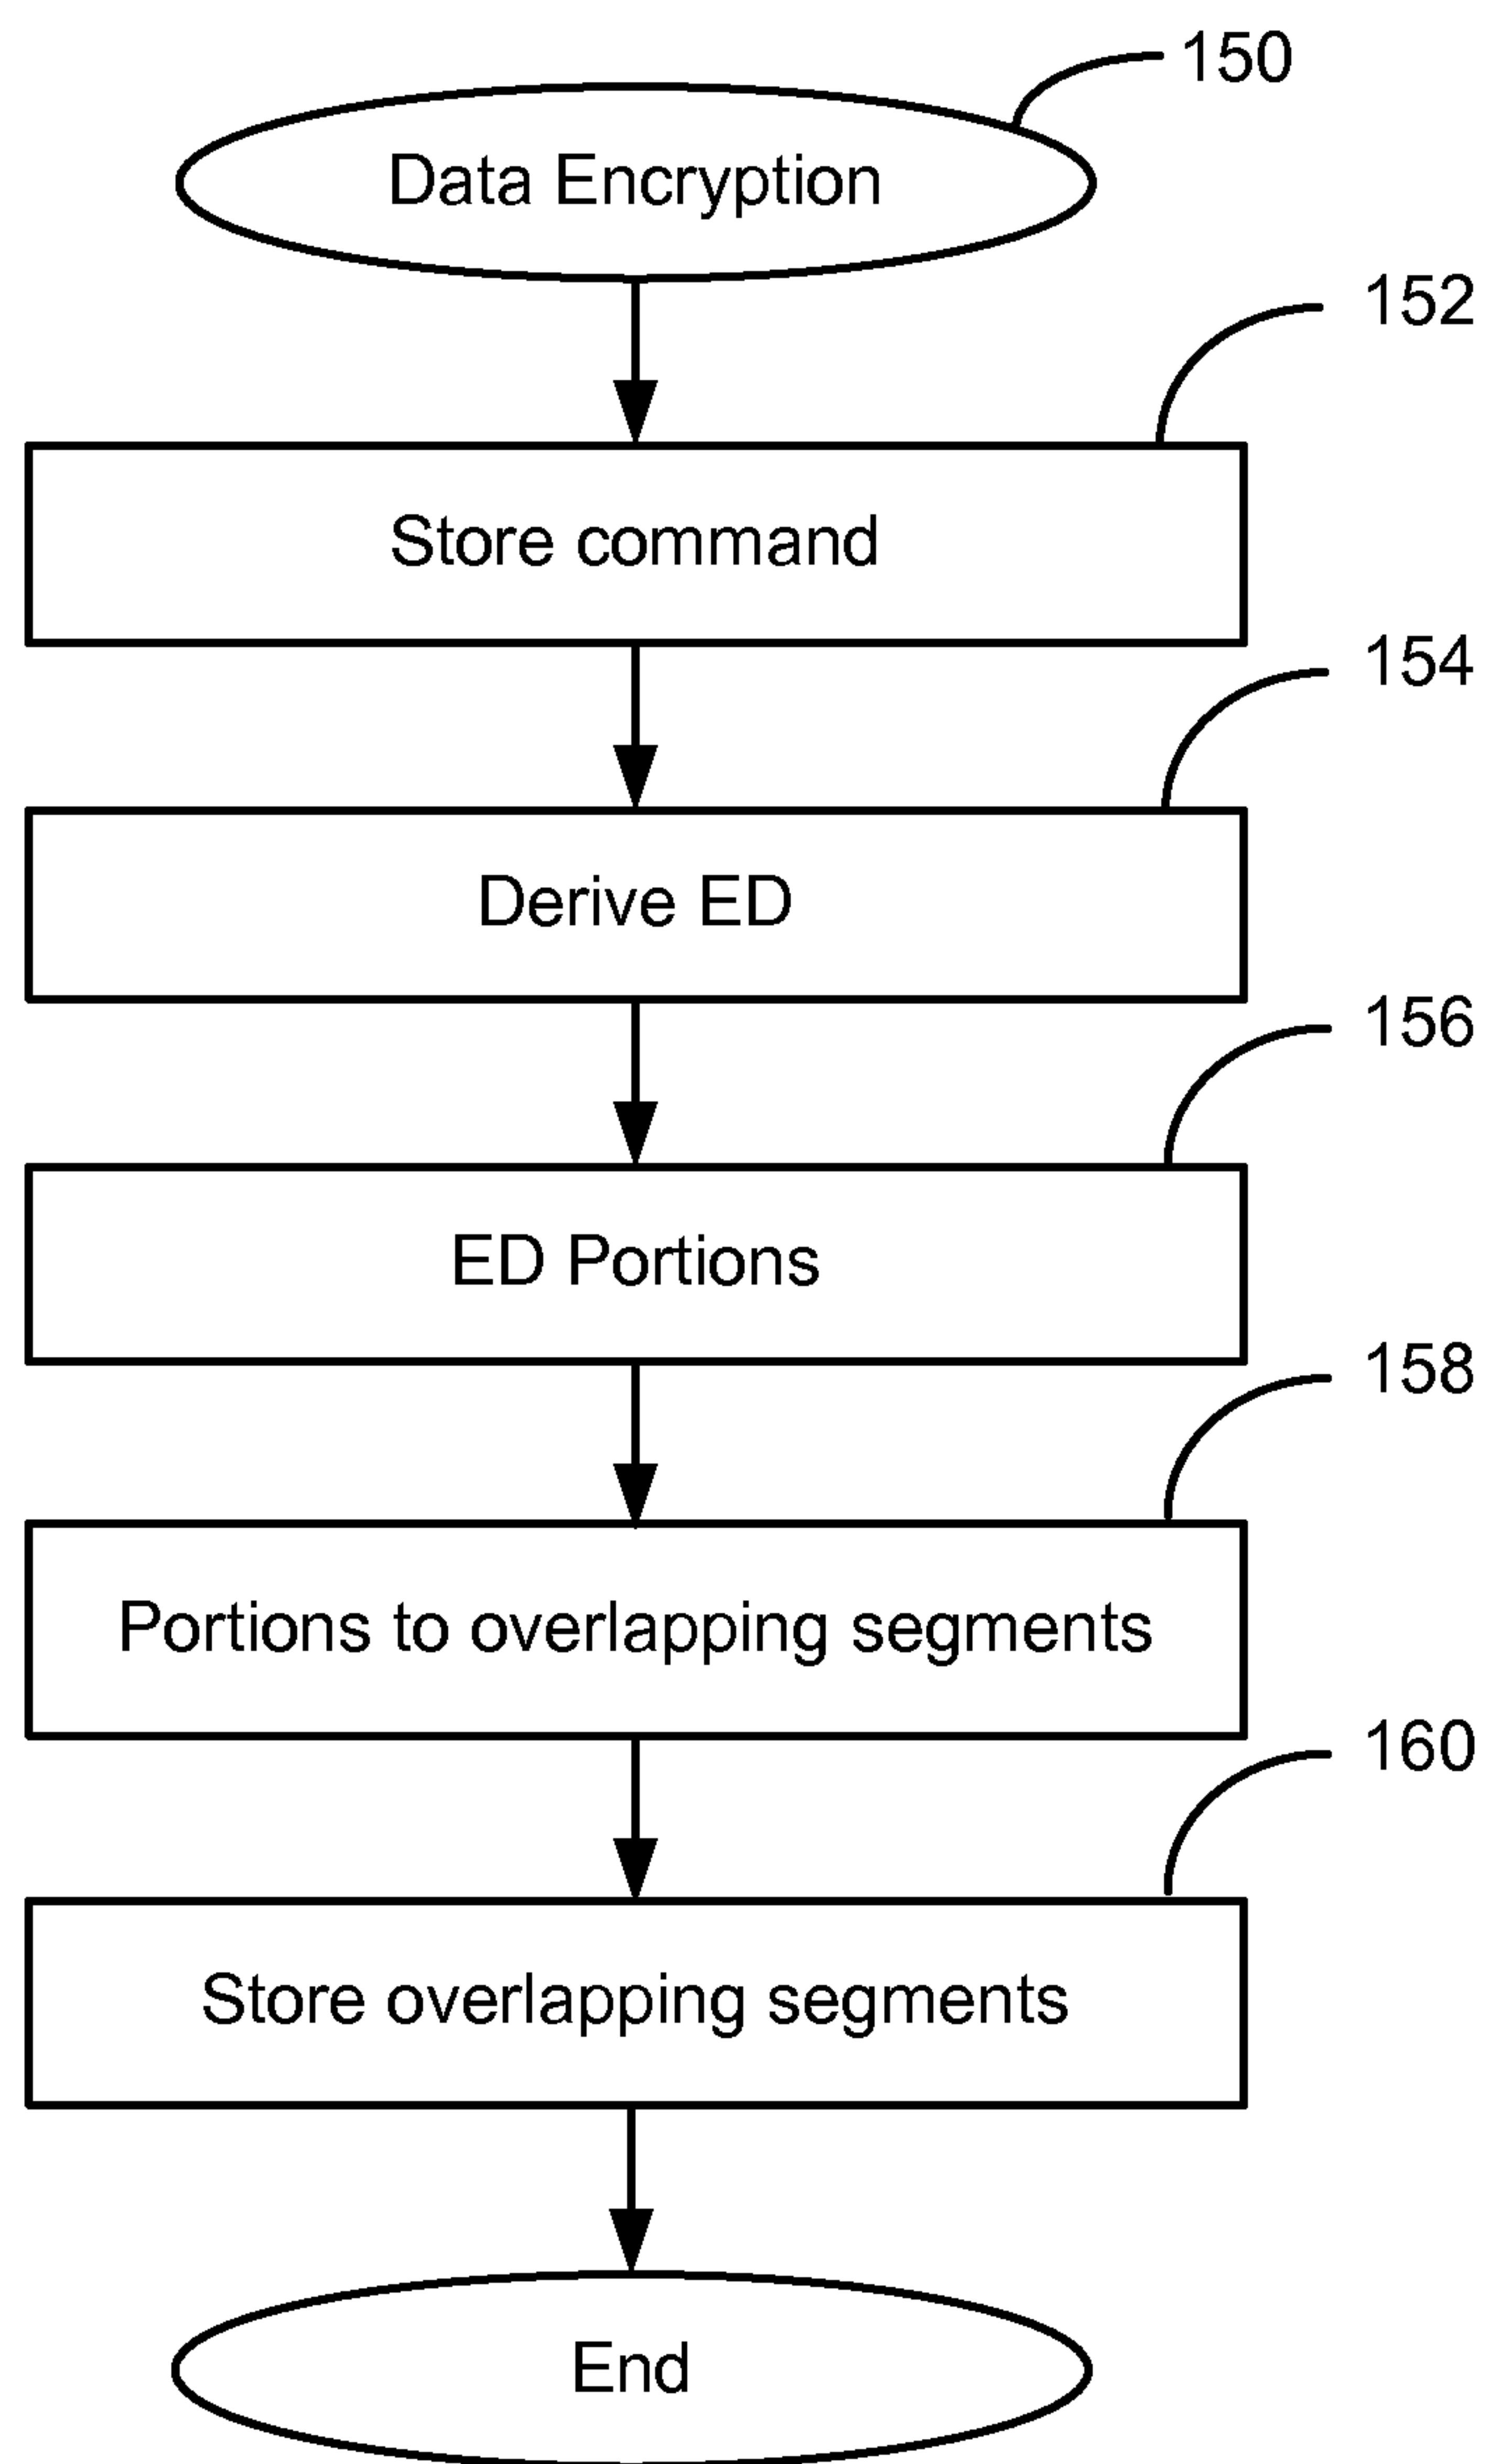 150
Data Encryption
152
Store command
154
Derive ED
156
ED Portions
158
Portions to overlapping segments
160
Store overlapping segments
End